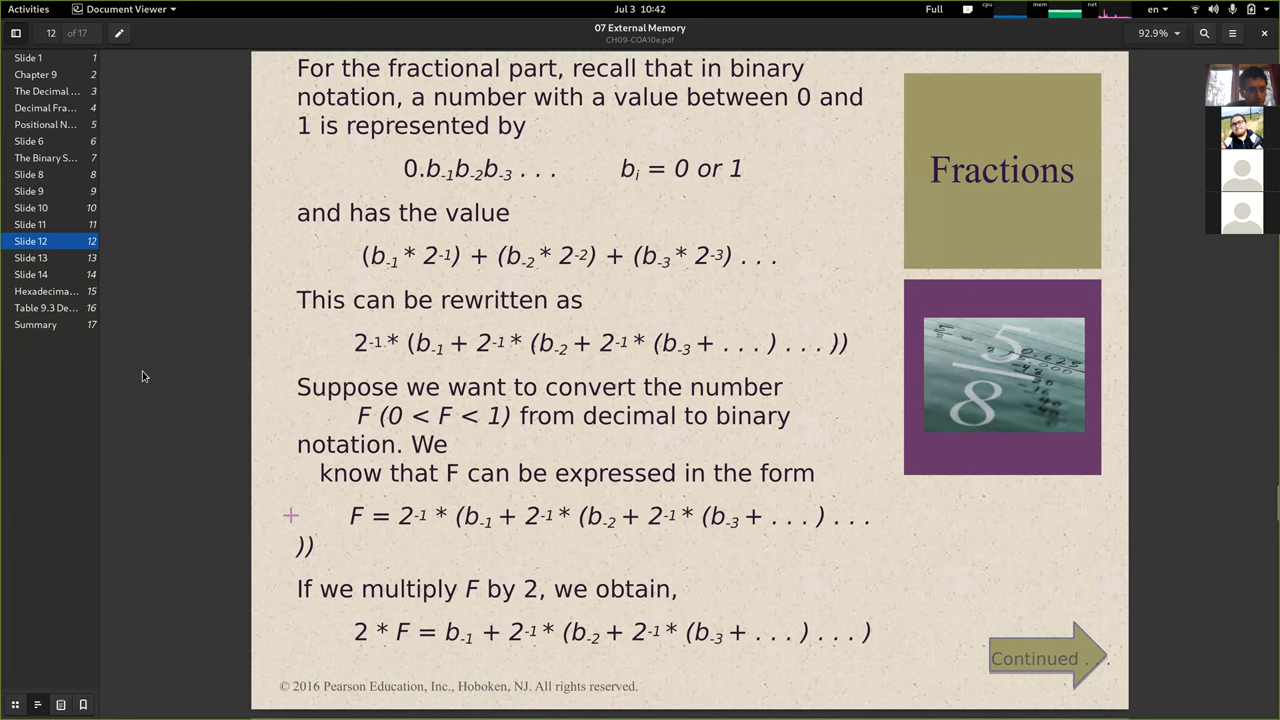 Activities
Document Viewer
Jul 3 10:42
Full
cpu
mem
net
en
12
of 17
07 External Memory
CH09-COA10e.pdf
92.9%
Slide 1 1
Chapter 9 2
The Decimal ... 3
Decimal Fra... 4
Positional N... 5
Slide 6 6
The Binary S... 7
Slide 8 8
Slide 9 9
Slide 10 10
Slide 11 11
Slide 12 12
Slide 13 13
Slide 14 14
Hexadecima... 15
Table 9.3 De... 16
Summary 17
For the fractional part, recall that in binary
notation, a number with a value between 0 and
1 is represented by
0.b-1b-2b-3 . . . bi = 0 or 1
and has the value
(b-1 * 2-1) + (b-2 * 2-2) + (b-3 * 2-3) . . .
This can be rewritten as
2-1 * (b-1 + 2-1 * (b-2 + 2-1 * (b-3 + . . . ) . . . ))
Suppose we want to convert the number
F (0 < F < 1) from decimal to binary
notation. We
know that F can be expressed in the form
+ F = 2-1 * (b-1 + 2-1 * (b-2 + 2-1 * (b-3 + . . . ) . . .
))
If we multiply F by 2, we obtain,
2 * F = b-1 + 2-1 * (b-2 + 2-1 * (b-3 + . . . ) . . . )
© 2016 Pearson Education, Inc., Hoboken, NJ. All rights reserved.
Fractions
5
8
0.625
Continued . . .